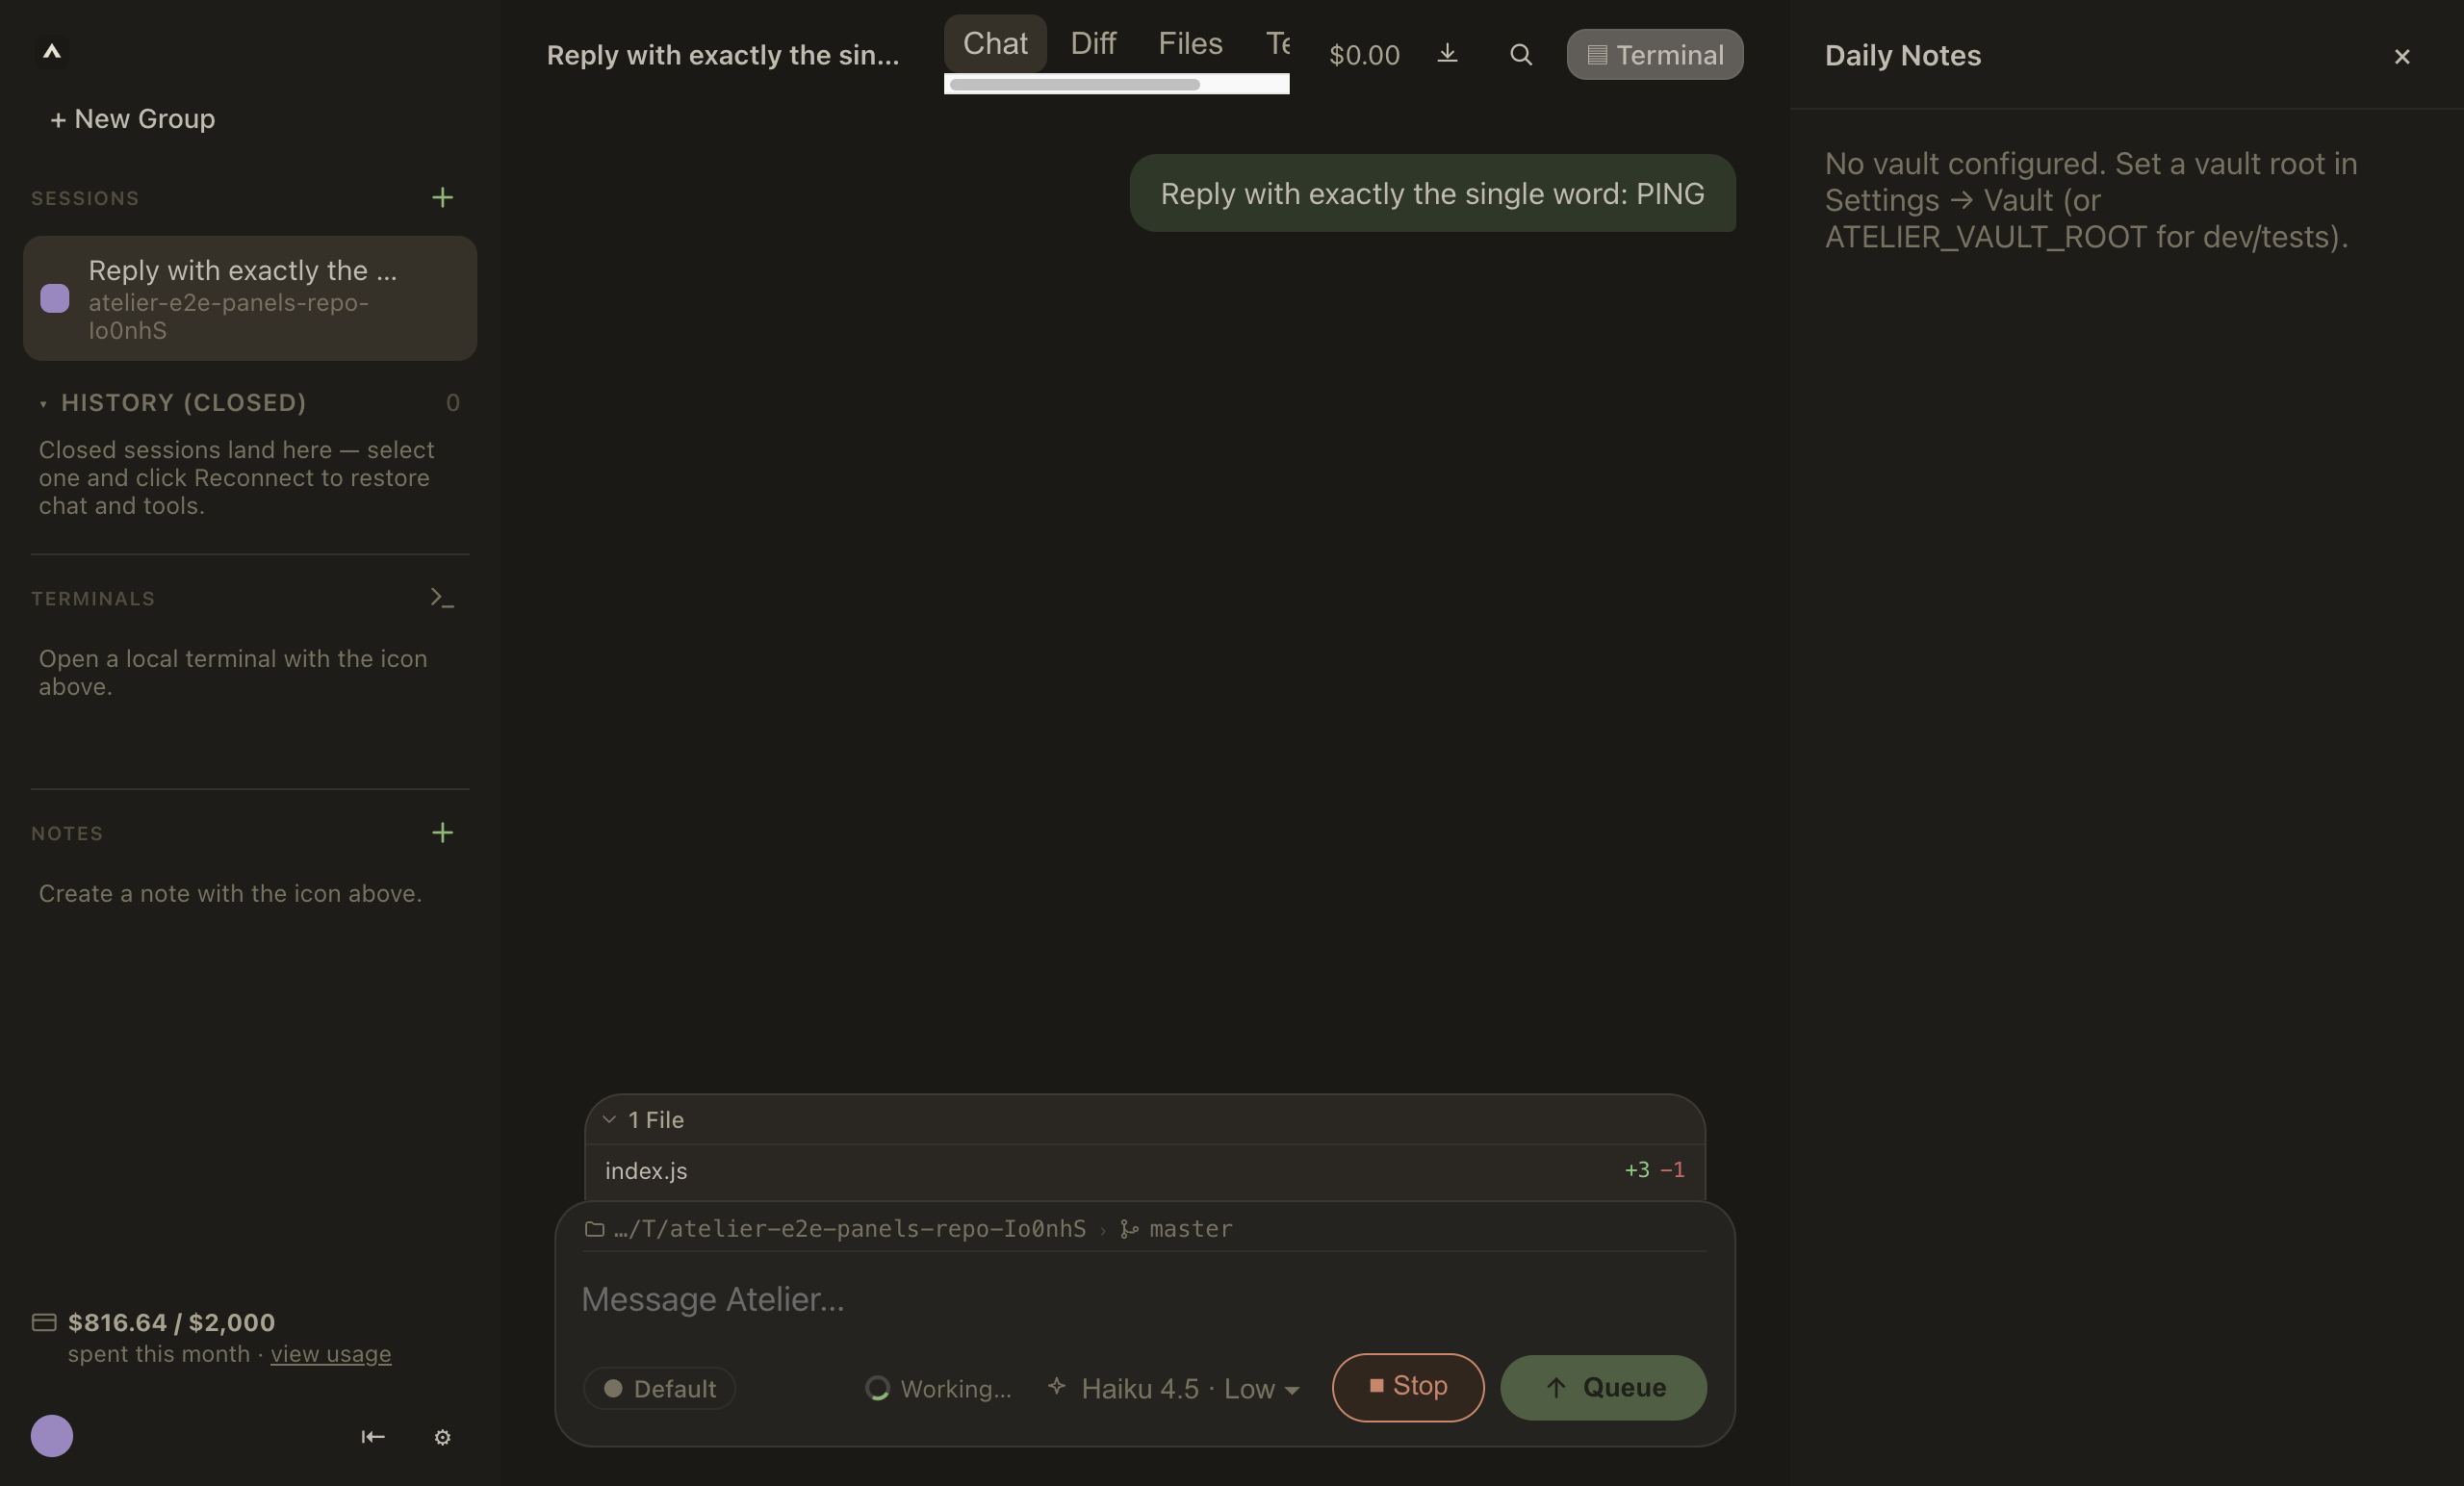 + New Group
SESSIONS
Reply with exactly the ...
atelier-e2e-panels-repo-
Io0nhS
HISTORY (CLOSED) 0
Closed sessions land here — select
one and click Reconnect to restore
chat and tools.
TERMINALS
Open a local terminal with the icon
above.
NOTES
Create a note with the icon above.
$816.64 / $2,000
spent this month · view usage
Reply with exactly the sin... Chat Diff Files Te $0.00 Terminal
Reply with exactly the single word: PING
1 File
index.js +3 −1
…/T/atelier-e2e-panels-repo-Io0nhS › master
Message Atelier...
Default Working... Haiku 4.5 · Low Stop Queue
Daily Notes
No vault configured. Set a vault root in
Settings → Vault (or
ATELIER_VAULT_ROOT for dev/tests).